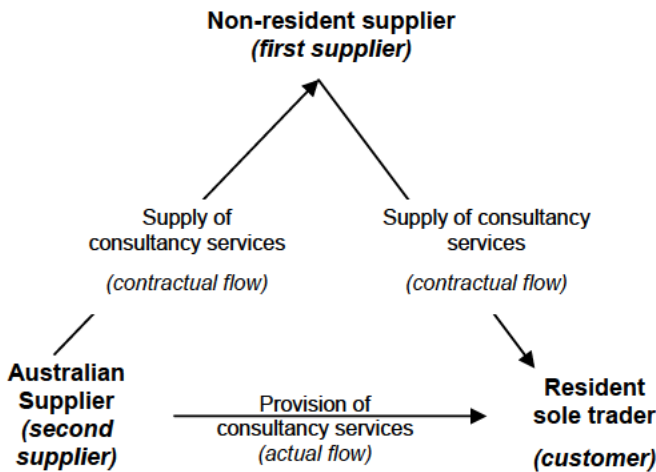 Non-resident supplier
(first supplier)
Supply of
consultancy services
(contractual flow)
Supply of consultancy
services
(contractual flow)
Australian
Supplier
(second
supplier)
Provision of
consultancy services
(actual flow)
Resident
sole trader
(customer)